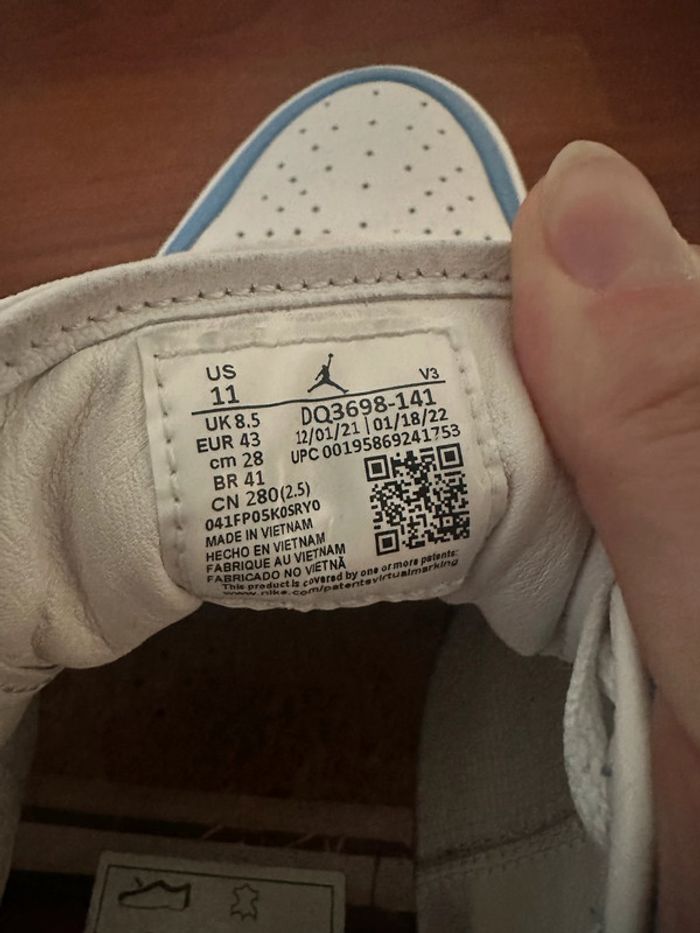 US
11
V3
UK 8.5
DQ3698-141
EUR 43
12/01/21 | 01/18/22
cm 28
UPC 00195869241753
BR 41
CN 280(2.5)
041FP05K0SRY0
MADE IN VIETNAM
HECHO EN VIETNAM
FABRIQUE AU VIETNAM
FABRICADO NO VIETNÃ
This product is covered by one or more patents:
www.nike.com/patentsvirtualmarking